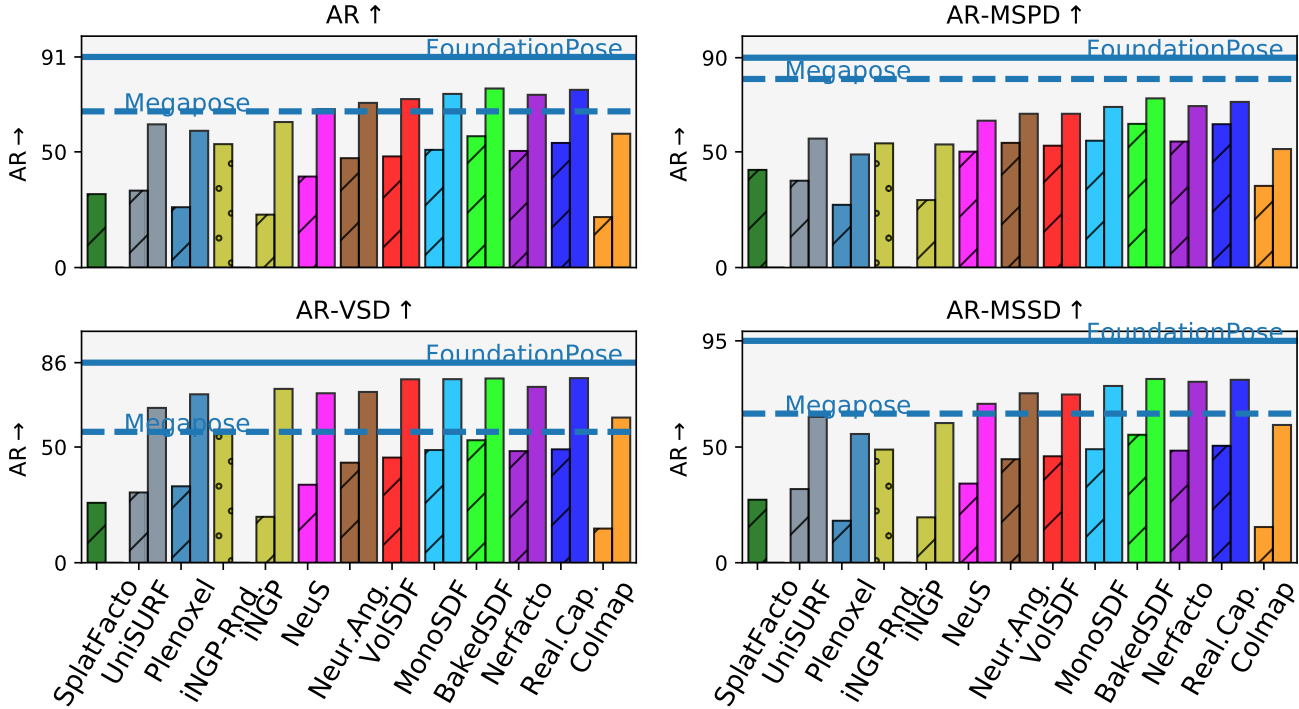 AR ↑
91
50
0
AR →
FoundationPose
Megapose
AR-MSPD ↑
90
50
0
FoundationPose
Megapose
AR-VSD ↑
86
50
0
AR →
FoundationPose
Megapose
AR-MSSD ↑
95
50
0
AR →
FoundationPose
Megapose
SplatFacto
UniSURF
Plenoxel
iNGP-Rnd.
iNGP
NeuS
Neur.Ang.
VolSDF
MonoSDF
BakedSDF
Nerfacto
Real.Cap.
Colmap
SplatFacto
UniSURF
Plenoxel
iNGP-Rnd.
iNGP
NeuS
Neur.Ang.
VolSDF
MonoSDF
BakedSDF
Nerfacto
Real.Cap.
Colmap